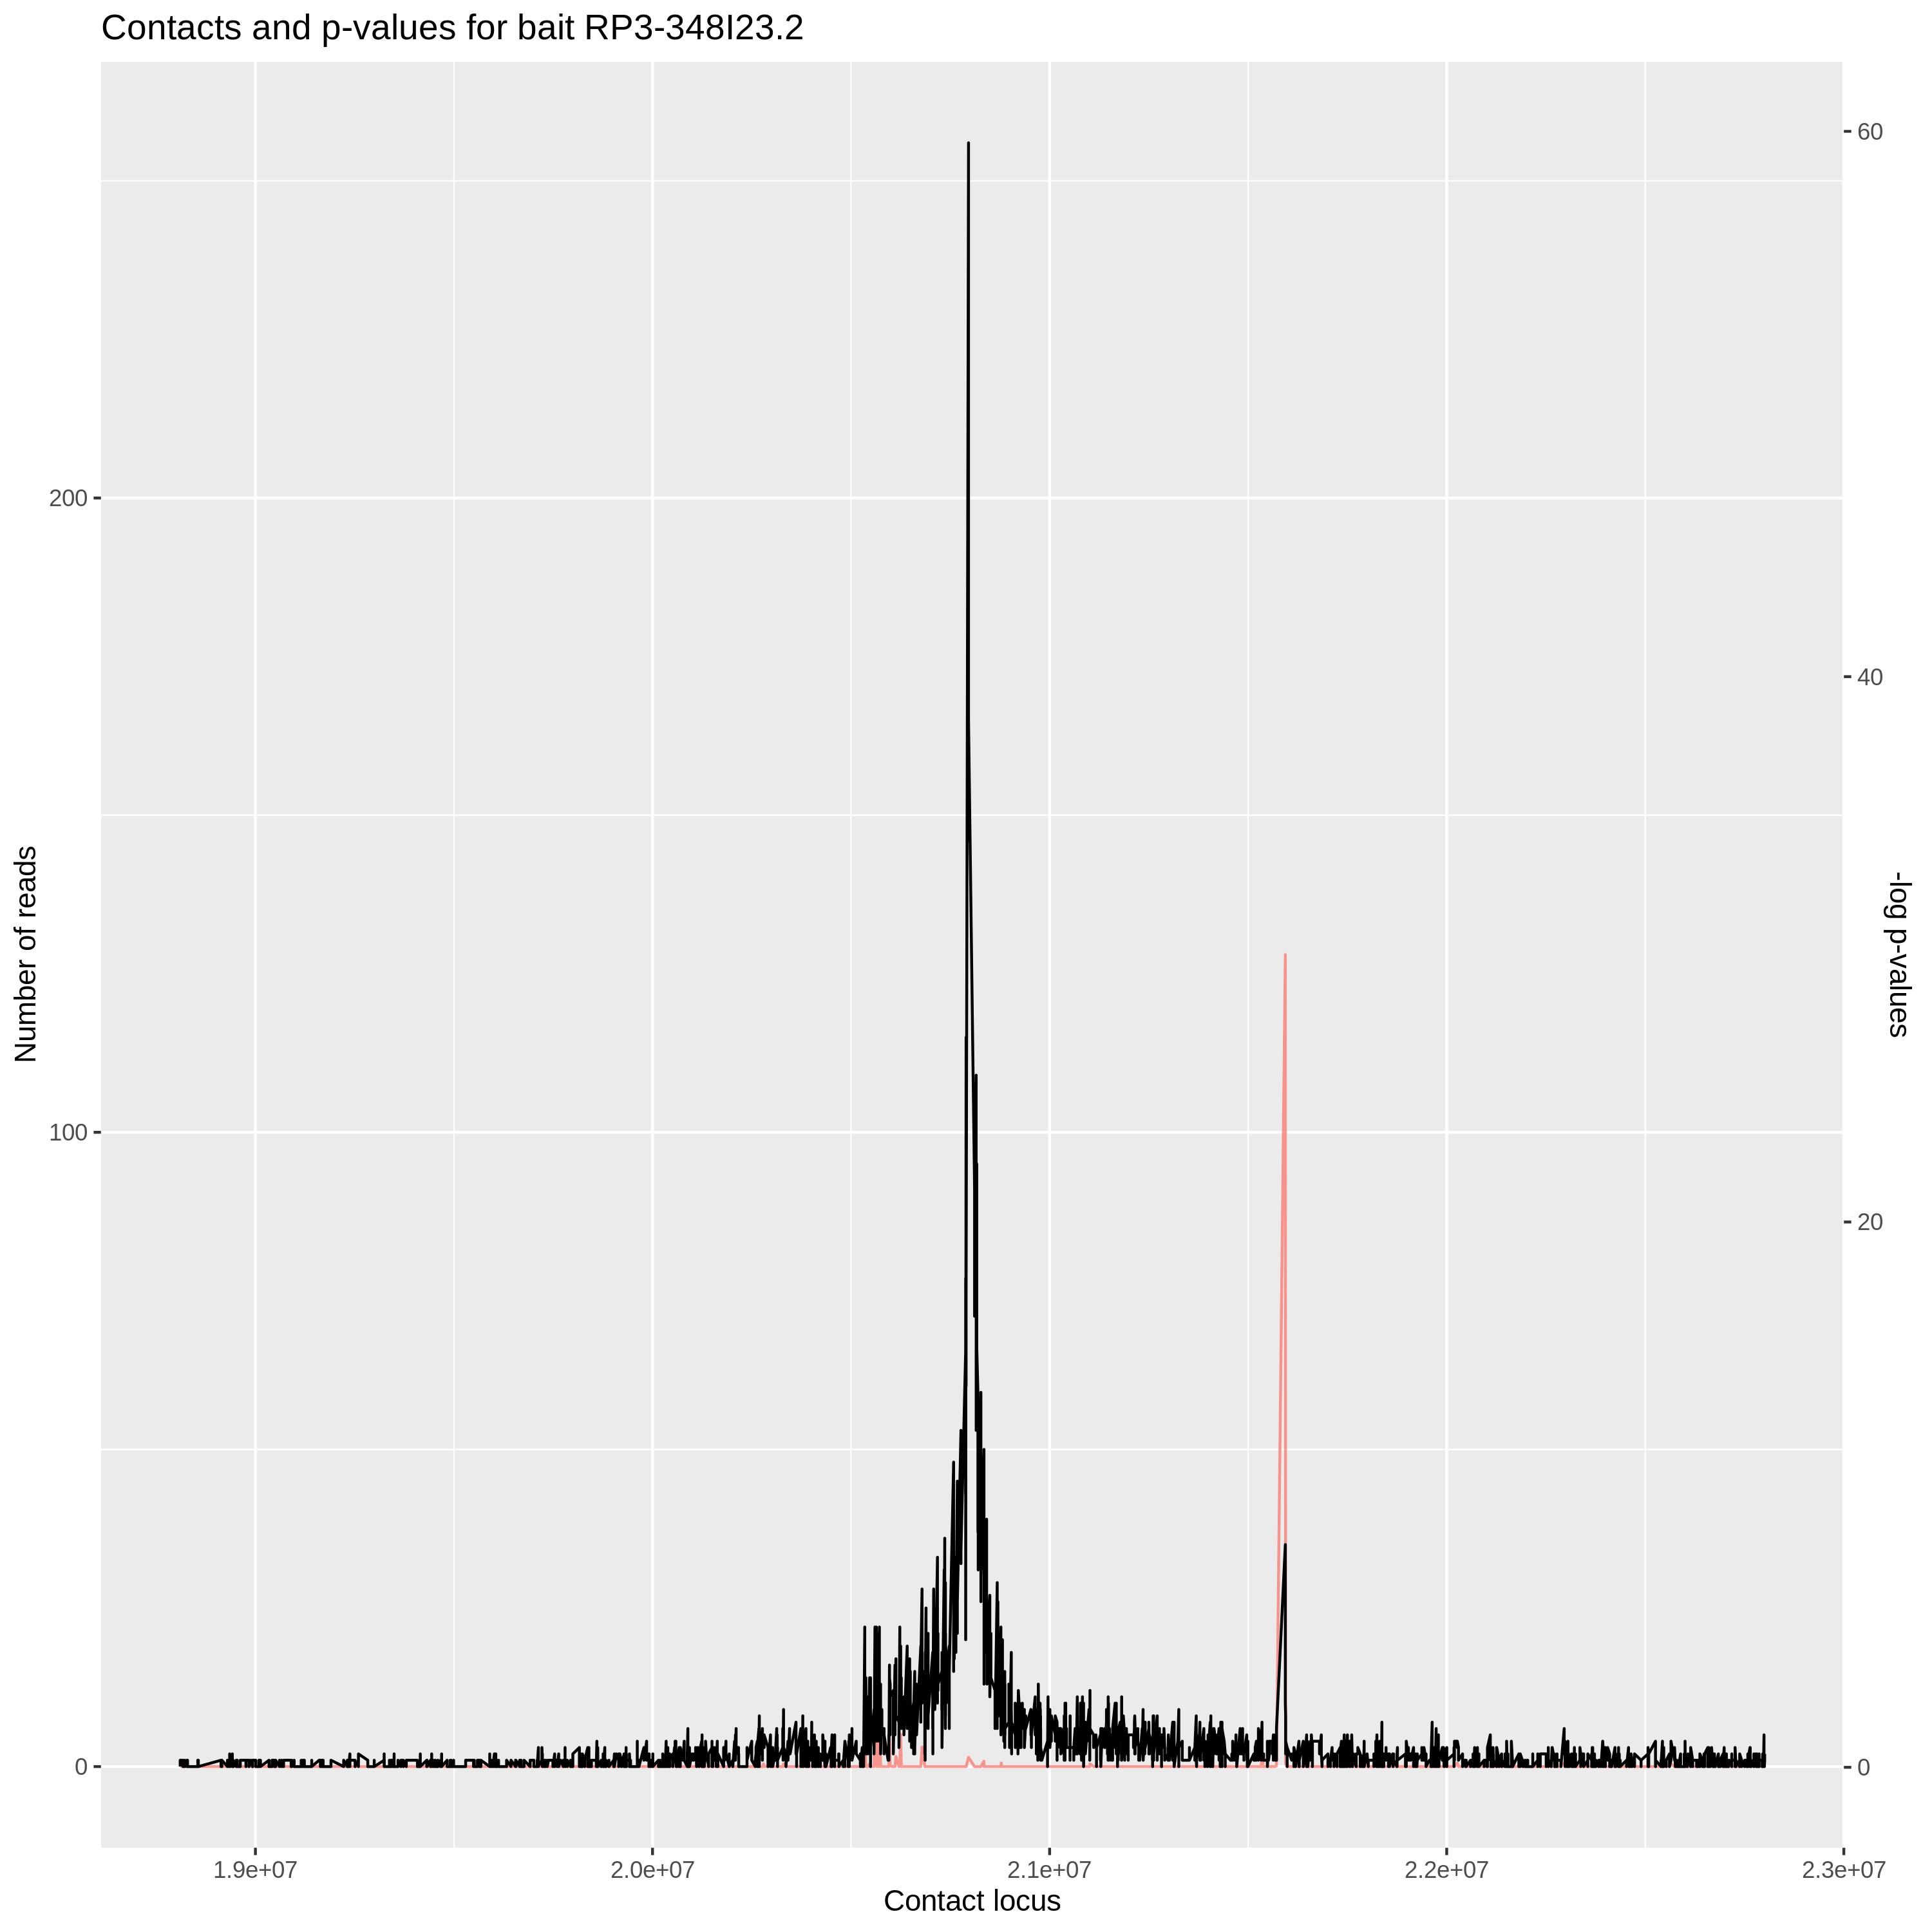 Contacts and p-values for bait RP3-348I23.2
Number of reads
200
100
0
60
40
20
0
-log p-values
1.9e+07 2.0e+07 2.1e+07 2.2e+07 2.3e+07
Contact locus